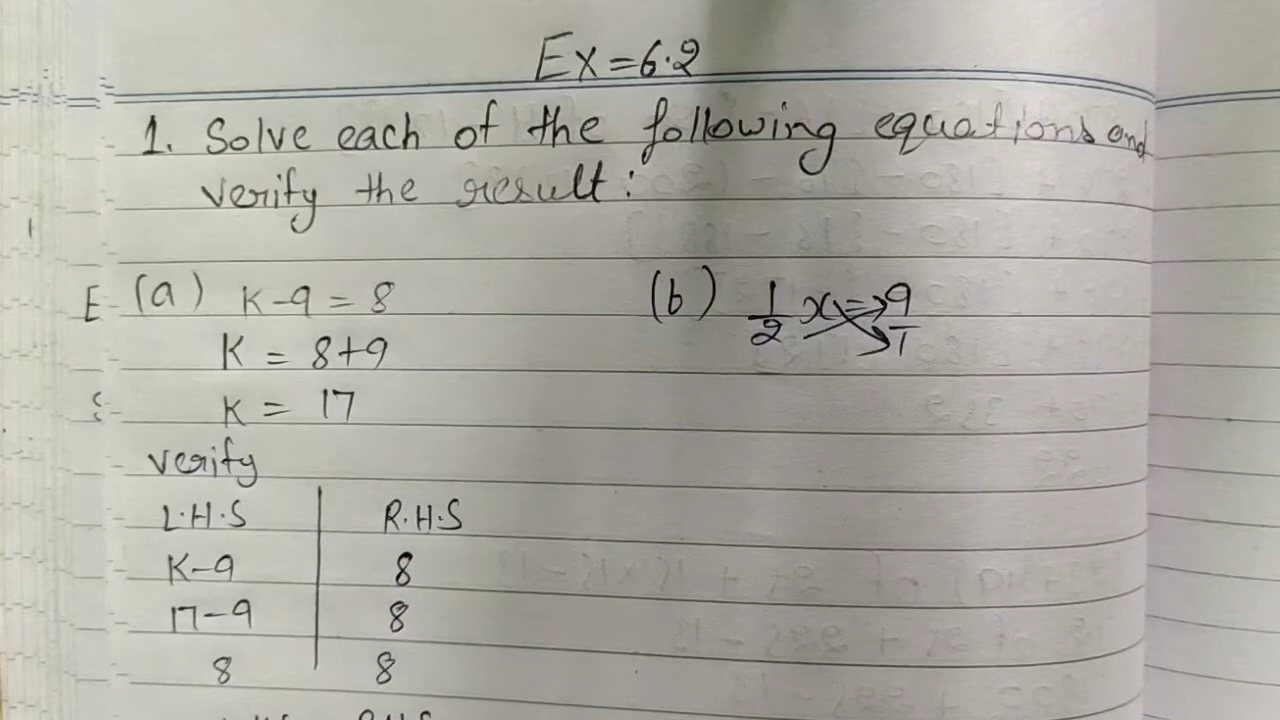 Ex=6.2
1. Solve each of the following equations and
verify the result:
(a) K-9 = 8
K = 8+9
K = 17
verify
L.H.S R.H.S
K-9 8
17-9 8
8 8
(b) 1/2 x = 9/1